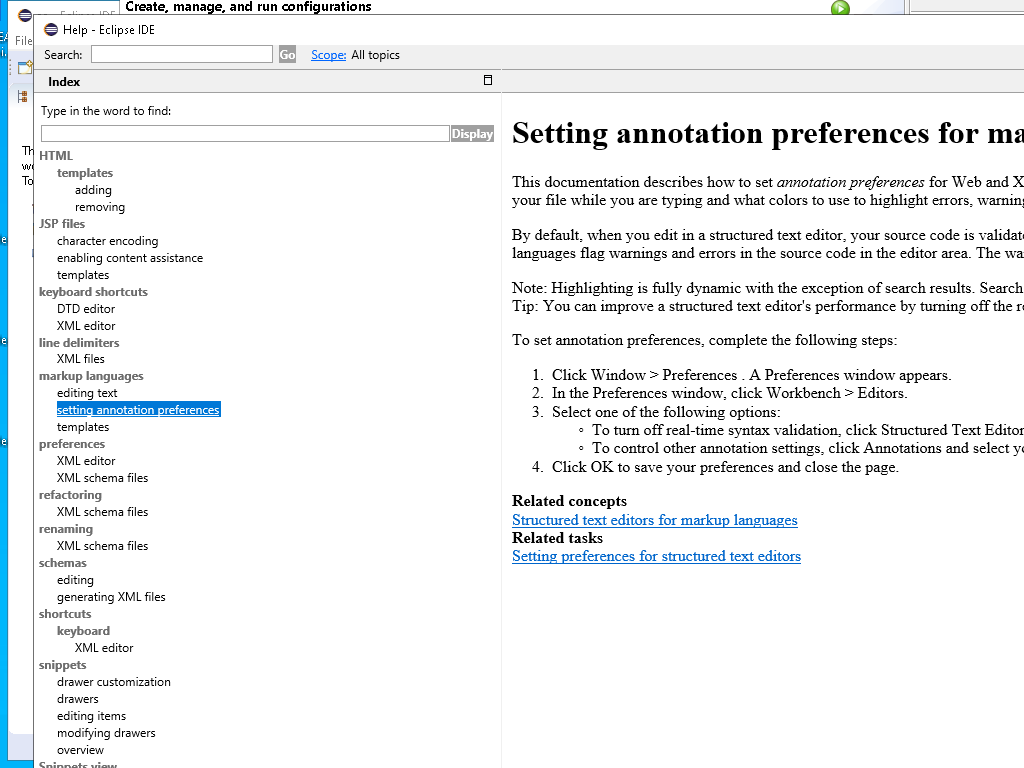 Create, manage, and run configurations
Eclipse IDE
File
Help - Eclipse IDE
Search:
Go
Scope:
All topics
Index
Type in the word to find:
Display
HTML
templates
adding
removing
JSP files
character encoding
enabling content assistance
templates
keyboard shortcuts
DTD editor
XML editor
line delimiters
XML files
markup languages
editing text
setting annotation preferences
templates
preferences
XML editor
XML schema files
refactoring
XML schema files
renaming
XML schema files
schemas
editing
generating XML files
shortcuts
keyboard
XML editor
snippets
drawer customization
drawers
editing items
modifying drawers
overview
Snippets view
Setting annotation preferences for ma
This documentation describes how to set annotation preferences for Web and X
your file while you are typing and what colors to use to highlight errors, warning
By default, when you edit in a structured text editor, your source code is validate
languages flag warnings and errors in the source code in the editor area. The wa
Note: Highlighting is fully dynamic with the exception of search results. Search
Tip: You can improve a structured text editor's performance by turning off the re
To set annotation preferences, complete the following steps:
1. Click Window > Preferences . A Preferences window appears.
2. In the Preferences window, click Workbench > Editors.
3. Select one of the following options:
◦ To turn off real-time syntax validation, click Structured Text Editor
◦ To control other annotation settings, click Annotations and select yo
4. Click OK to save your preferences and close the page.
Related concepts
Structured text editors for markup languages
Related tasks
Setting preferences for structured text editors